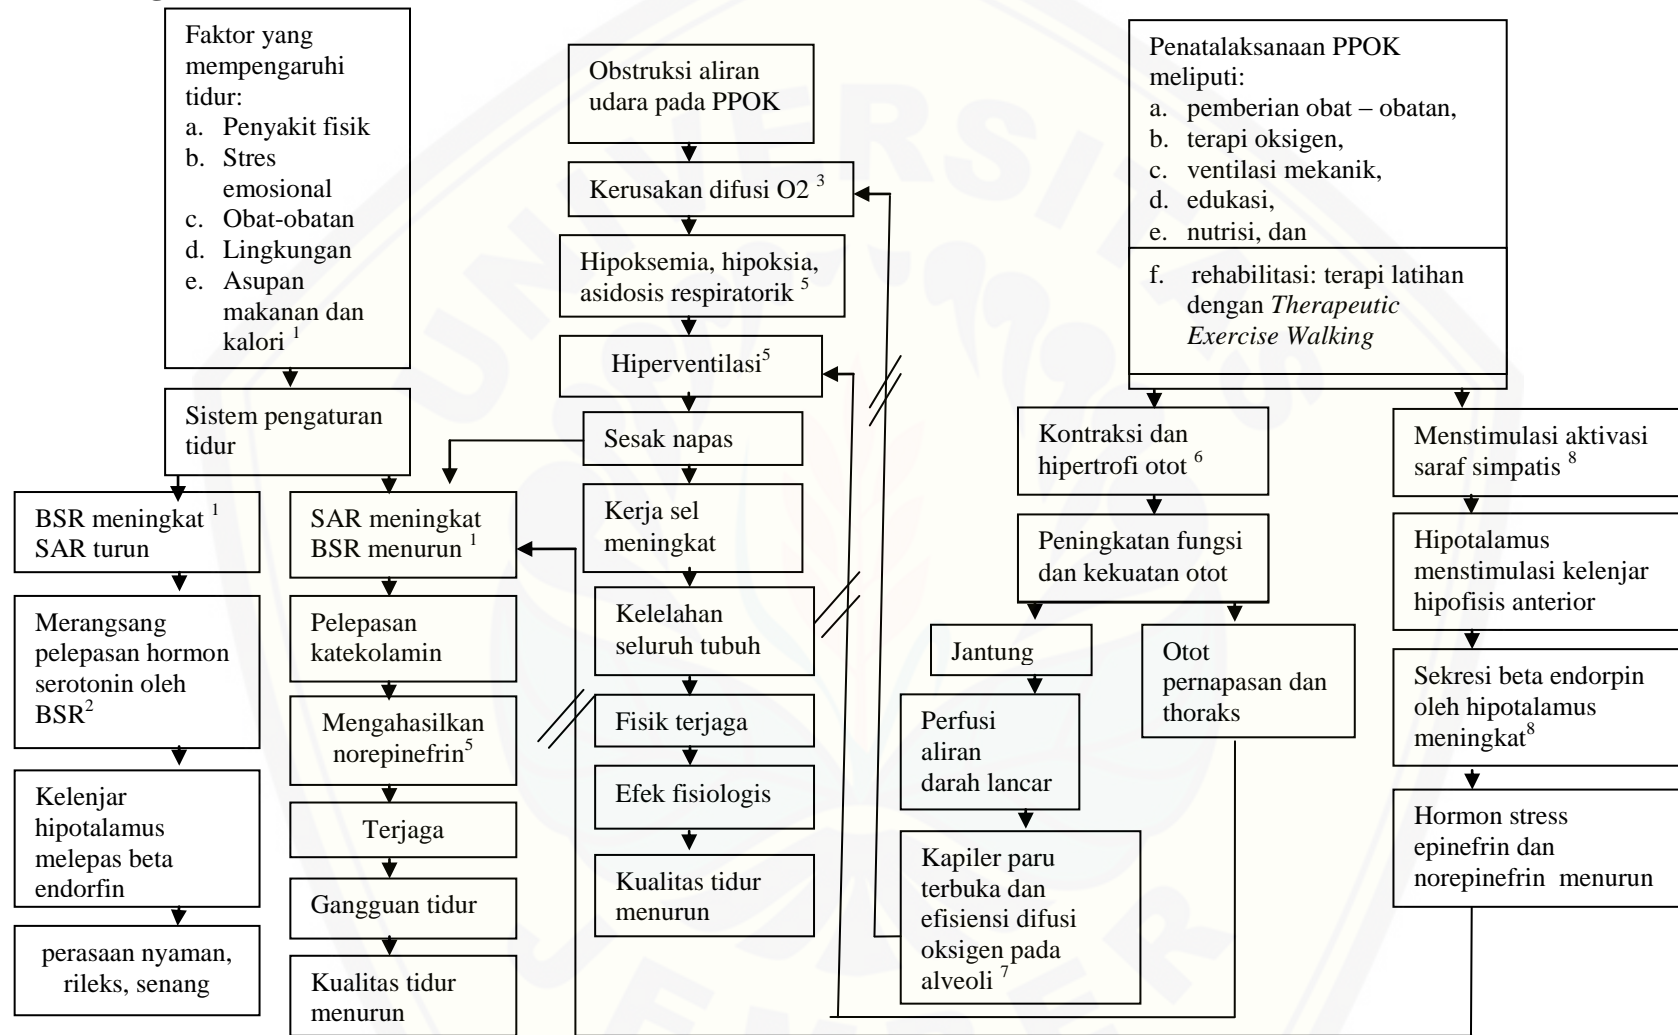 Faktor yang
mempengaruhi
tidur:
a. Penyakit fisik
b. Stres
emosional
c. Obat-obatan
d. Lingkungan
e. Asupan
makanan dan
kalori 1
Sistem pengaturan
tidur
BSR meningkat 1
SAR turun
Merangsang
pelepasan hormon
serotonin oleh
BSR2
Kelenjar
hipotalamus
melepas beta
endorfin
perasaan nyaman,
rileks, senang
SAR meningkat
BSR menurun 1
Pelepasan
katekolamin
Mengahasilkan
norepinefrin5
Terjaga
Gangguan tidur
Kualitas tidur
menurun
Obstruksi aliran
udara pada PPOK
Kerusakan difusi O2 3
Hipoksemia, hipoksia,
asidosis respiratorik 5
Hiperventilasi5
Sesak napas
Kerja sel
meningkat
Kelelahan
seluruh tubuh
Fisik terjaga
Efek fisiologis
Kualitas tidur
menurun
Penatalaksanaan PPOK
meliputi:
a. pemberian obat – obatan,
b. terapi oksigen,
c. ventilasi mekanik,
d. edukasi,
e. nutrisi, dan
f. rehabilitasi: terapi latihan
dengan Therapeutic
Exercise Walking
Kontraksi dan
hipertrofi otot 6
Peningkatan fungsi
dan kekuatan otot
Jantung
Perfusi
aliran
darah lancar
Kapiler paru
terbuka dan
efisiensi difusi
oksigen pada
alveoli 7
Otot
pernapasan dan
thoraks
Menstimulasi aktivasi
saraf simpatis 8
Hipotalamus
menstimulasi kelenjar
hipofisis anterior
Sekresi beta endorpin
oleh hipotalamus
meningkat8
Hormon stress
epinefrin dan
norepinefrin menurun
UNIVERSITAS
JEMBER